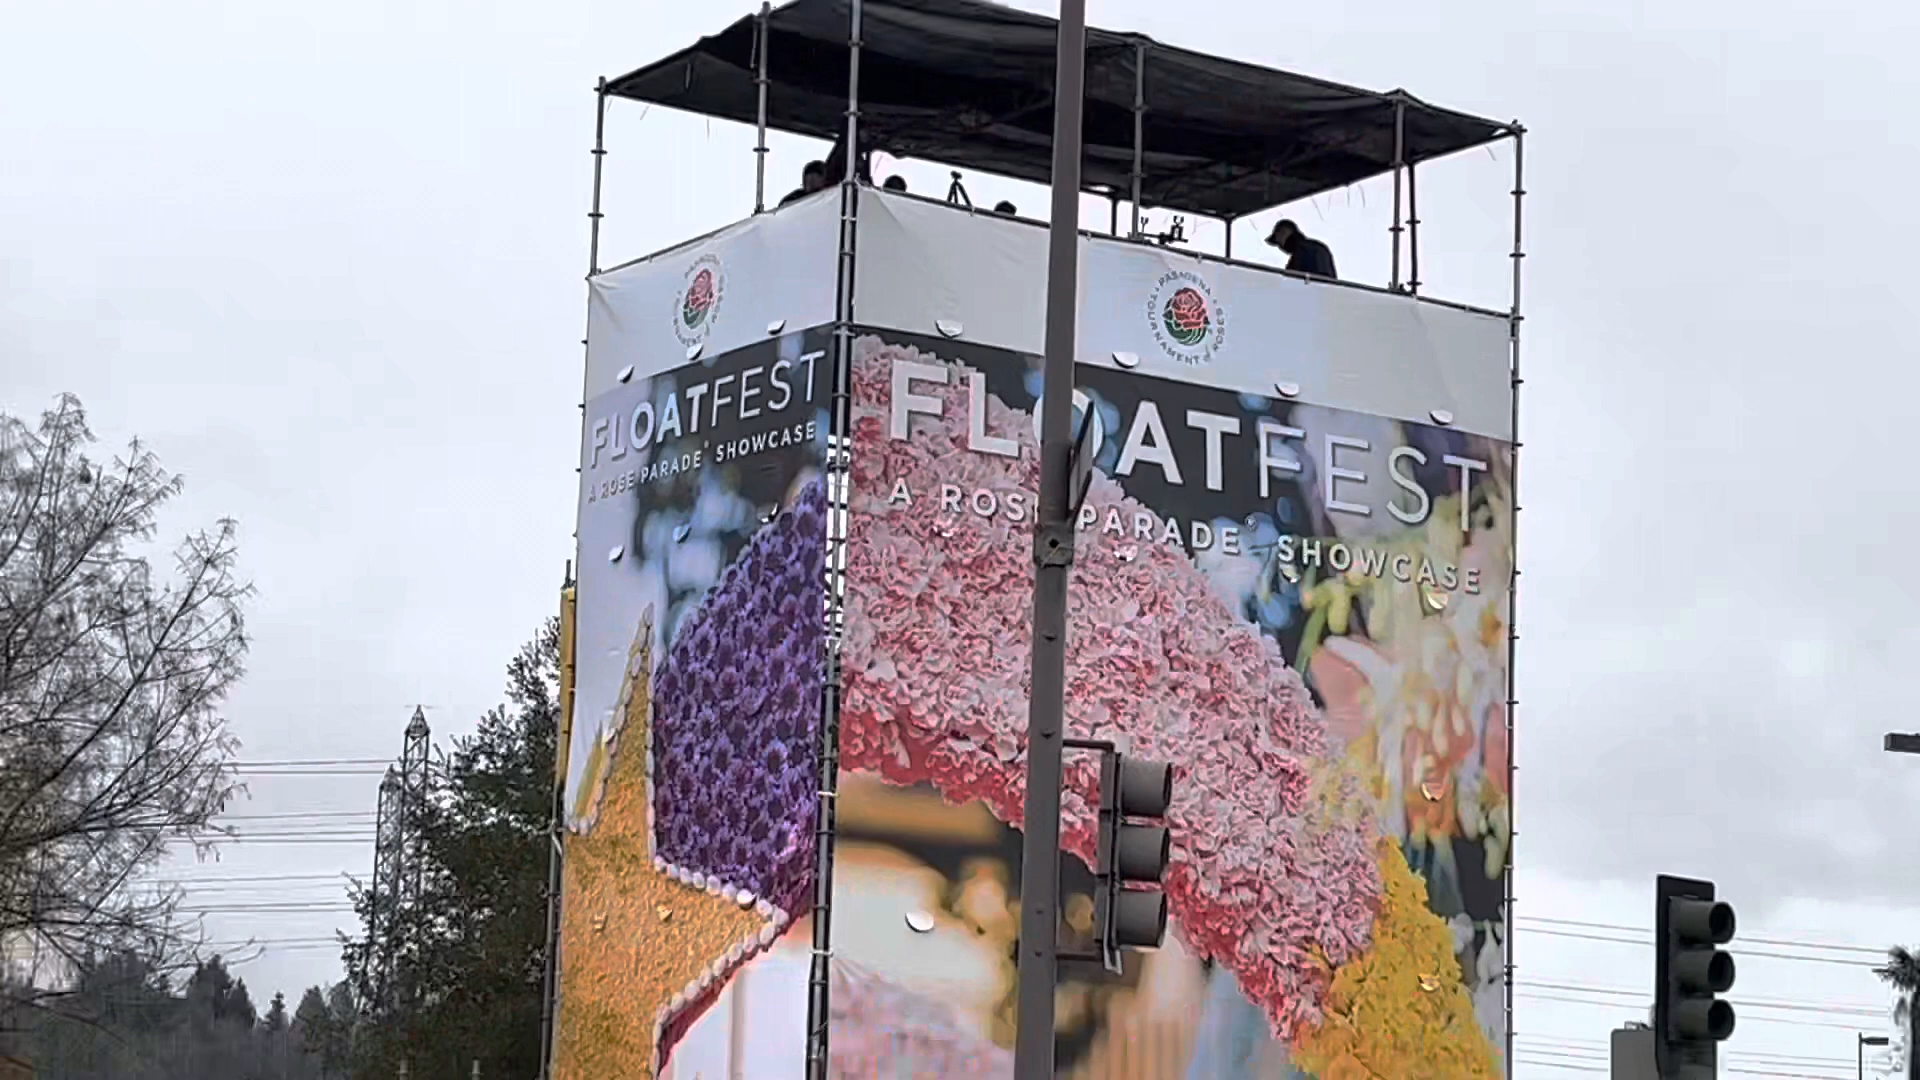 PASADENA
TOURNAMENT of ROSES
FLOATFEST
A ROSE PARADE® SHOWCASE
PASADENA
TOURNAMENT of ROSES
FLOATFEST
A ROSE PARADE® SHOWCASE